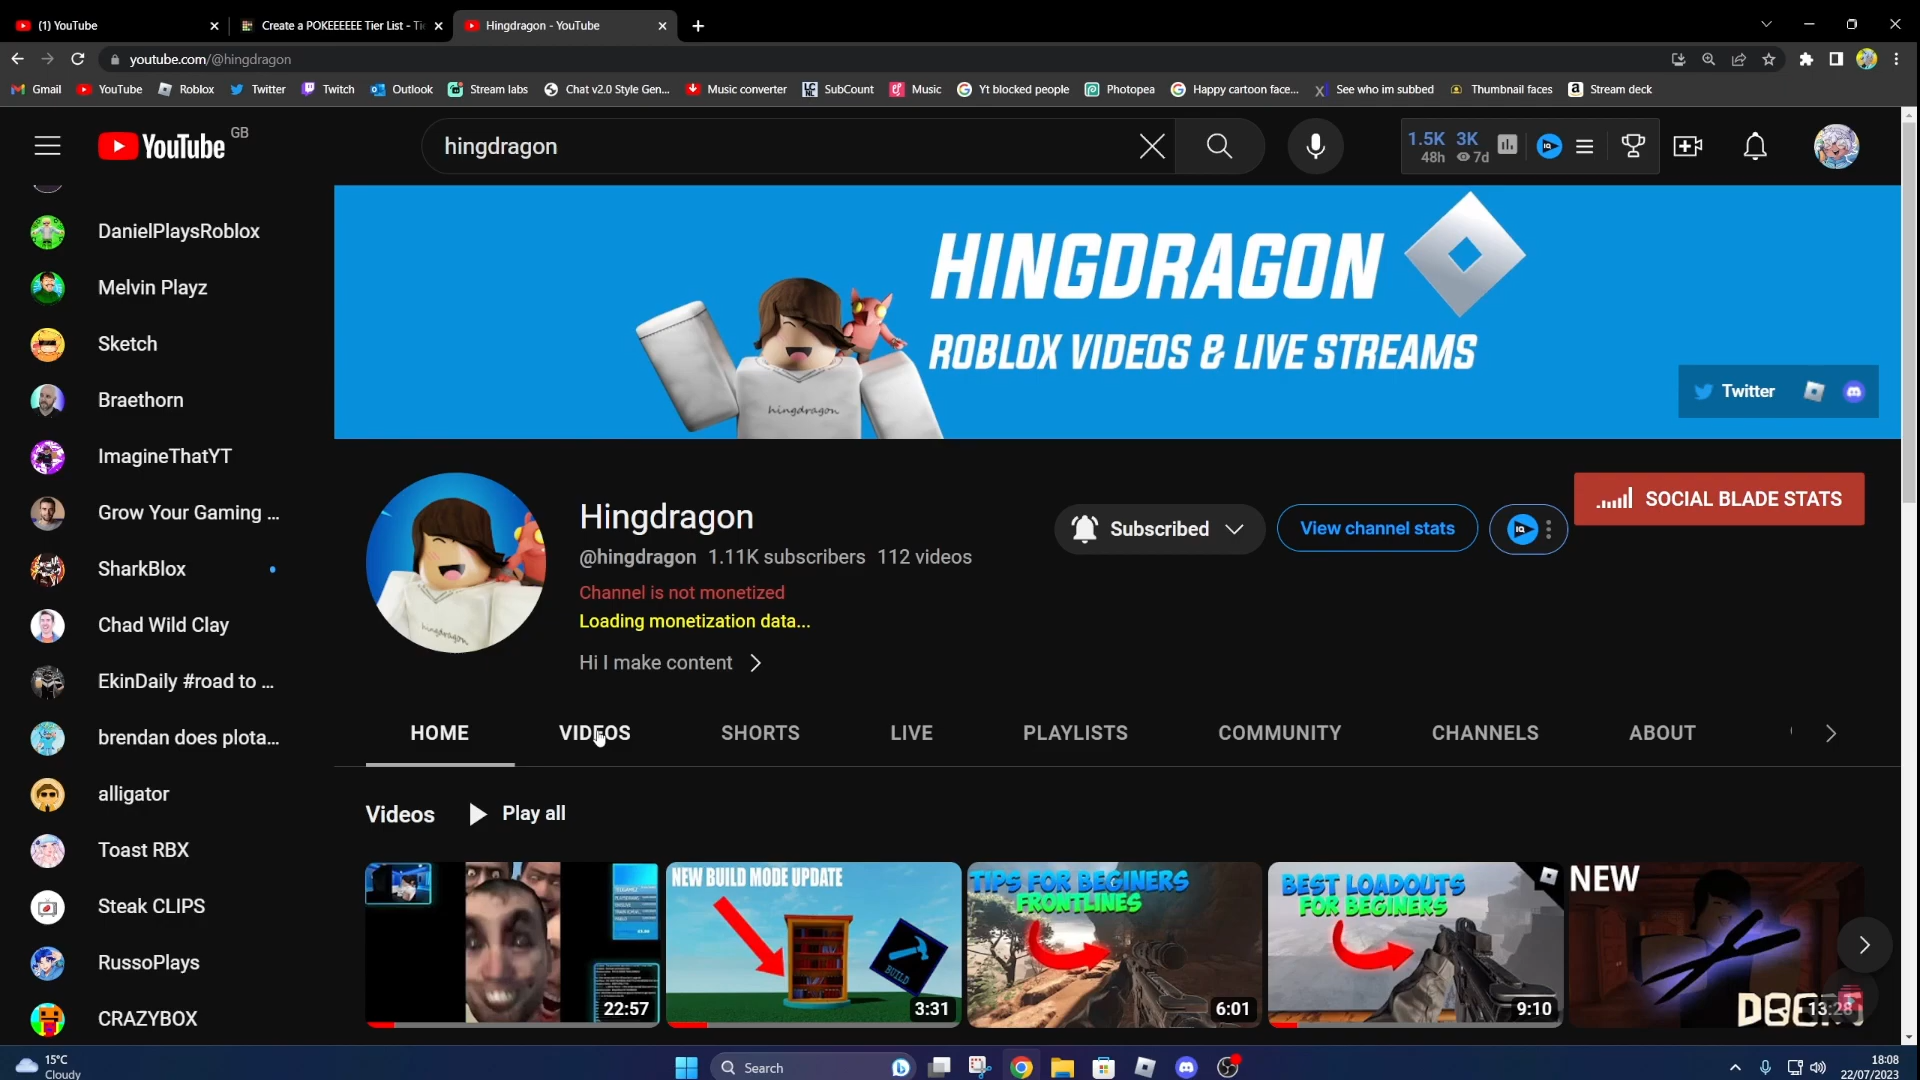 (1) YouTube
Create a POKEEEEEE Tier List - Ti
Hingdragon - YouTube
youtube.com/@hingdragon
Gmail YouTube Roblox Twitter Twitch Outlook Stream labs Chat v2.0 Style Gen... Music converter SubCount Music Yt blocked people Photopea Happy cartoon face... See who im subbed Thumbnail faces Stream deck
YouTube GB
hingdragon
1.5K 3K
48h 7d
DanielPlaysRoblox
Melvin Playz
Sketch
Braethorn
ImagineThatYT
Grow Your Gaming ...
SharkBlox
Chad Wild Clay
EkinDaily #road to ...
brendan does plota...
alligator
Toast RBX
Steak CLIPS
RussoPlays
CRAZYBOX
HINGDRAGON
ROBLOX VIDEOS & LIVE STREAMS
hingdragon
Twitter
Hingdragon
@hingdragon 1.11K subscribers 112 videos
Channel is not monetized
Loading monetization data...
Hi I make content
Subscribed
View channel stats
SOCIAL BLADE STATS
HOME VIDEOS SHORTS LIVE PLAYLISTS COMMUNITY CHANNELS ABOUT
Videos Play all
22:57
NEW BUILD MODE UPDATE
BUILD
3:31
TIPS FOR BEGINERS
FRONTLINES
6:01
BEST LOADOUTS
FOR BEGINERS
9:10
NEW
13:28
15°C
Cloudy
Search
18:08
22/07/2023